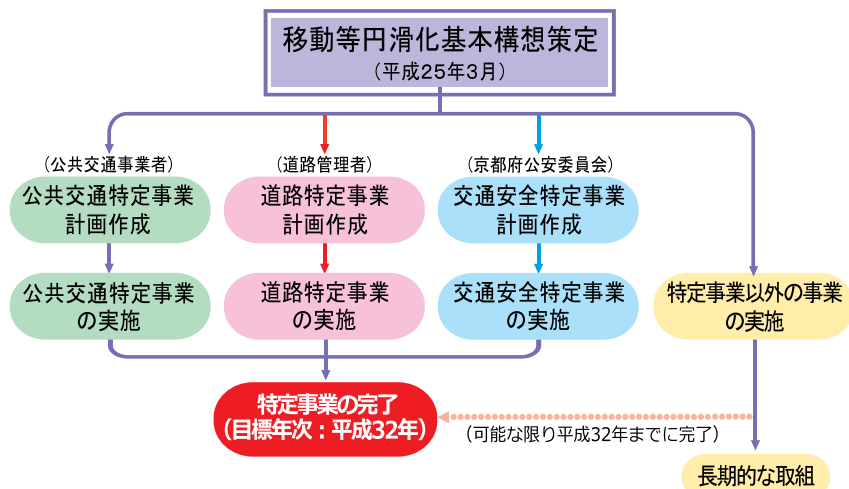 移動等円滑化基本構想策定
（平成25年3月）
（公共交通事業者）
（道路管理者）
（京都府公安委員会）
公共交通特定事業
計画作成
道路特定事業
計画作成
交通安全特定事業
計画作成
公共交通特定事業
の実施
道路特定事業
の実施
交通安全特定事業
の実施
特定事業以外の事業
の実施
特定事業の完了
（目標年次：平成32年）
（可能な限り平成32年までに完了）
長期的な取組